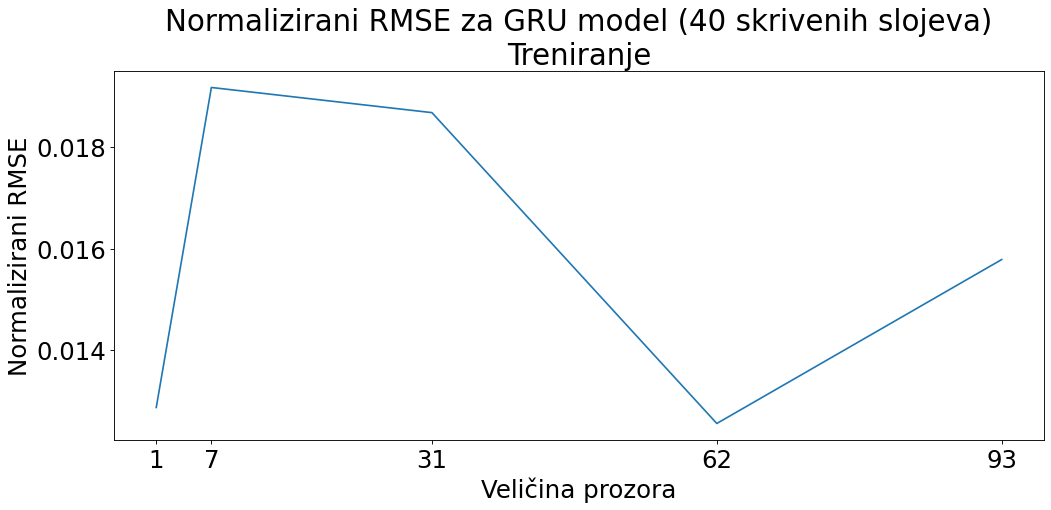 Normalizirani RMSE za GRU model (40 skrivenih slojeva)
Treniranje
Normalizirani RMSE
0.018
0.016
0.014
1 7 31 62 93
Veličina prozora